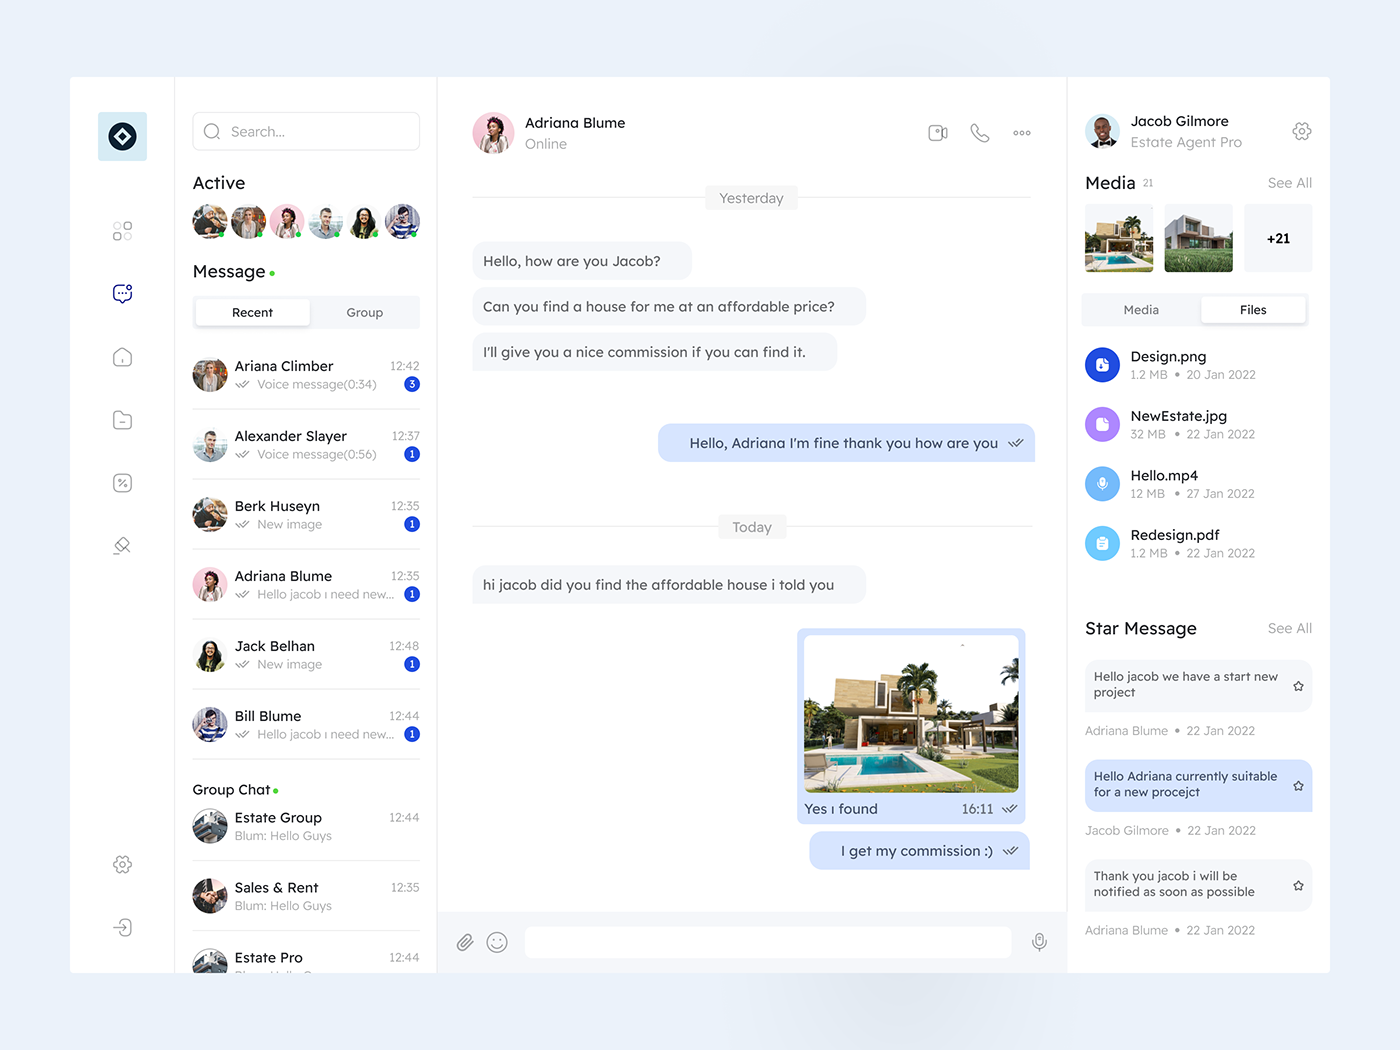 Search...
Active
Message
Recent
Group
Ariana Climber
12:42
Voice message(0:34)
3
Alexander Slayer
12:37
Voice message(0:56)
1
Berk Huseyn
12:35
New image
1
Adriana Blume
12:35
Hello jacob ı need new...
1
Jack Belhan
12:48
New image
1
Bill Blume
12:44
Hello jacob ı need new...
1
Group Chat
Estate Group
12:44
Blum: Hello Guys
Sales & Rent
12:35
Blum: Hello Guys
Estate Pro
12:44
Adriana Blume
Online
Yesterday
Hello, how are you Jacob?
Can you find a house for me at an affordable price?
I'll give you a nice commission if you can find it.
Hello, Adriana I'm fine thank you how are you
Today
hi jacob did you find the affordable house i told you
Yes ı found
16:11
I get my commission :)
Jacob Gilmore
Estate Agent Pro
Media 21
See All
+21
Media
Files
Design.png
1.2 MB • 20 Jan 2022
NewEstate.jpg
32 MB • 22 Jan 2022
Hello.mp4
12 MB • 27 Jan 2022
Redesign.pdf
1.2 MB • 22 Jan 2022
Star Message
See All
Hello jacob we have a start new
project
Adriana Blume • 22 Jan 2022
Hello Adriana currently suitable
for a new procejct
Jacob Gilmore • 22 Jan 2022
Thank you jacob i will be
notified as soon as possible
Adriana Blume • 22 Jan 2022